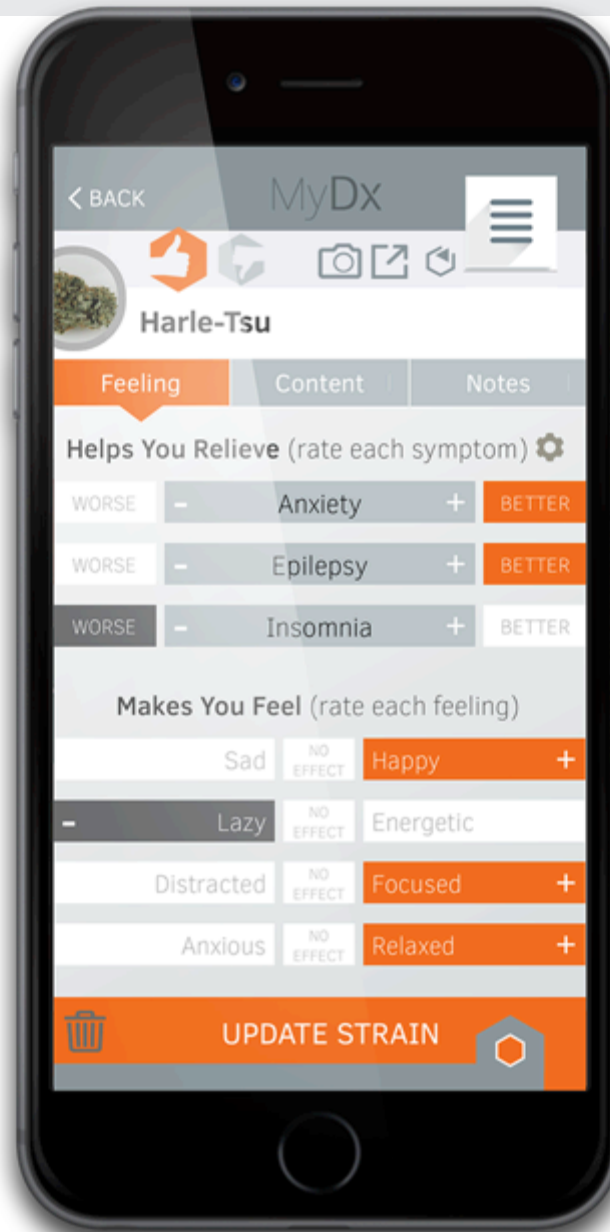 < BACK
MyDx
Harle-Tsu
Feeling
Content
Notes
Helps You Relieve (rate each symptom)
WORSE - Anxiety + BETTER
WORSE - Epilepsy + BETTER
WORSE - Insomnia + BETTER
Makes You Feel (rate each feeling)
Sad NO EFFECT Happy +
- Lazy NO EFFECT Energetic
Distracted NO EFFECT Focused +
Anxious NO EFFECT Relaxed +
UPDATE STRAIN